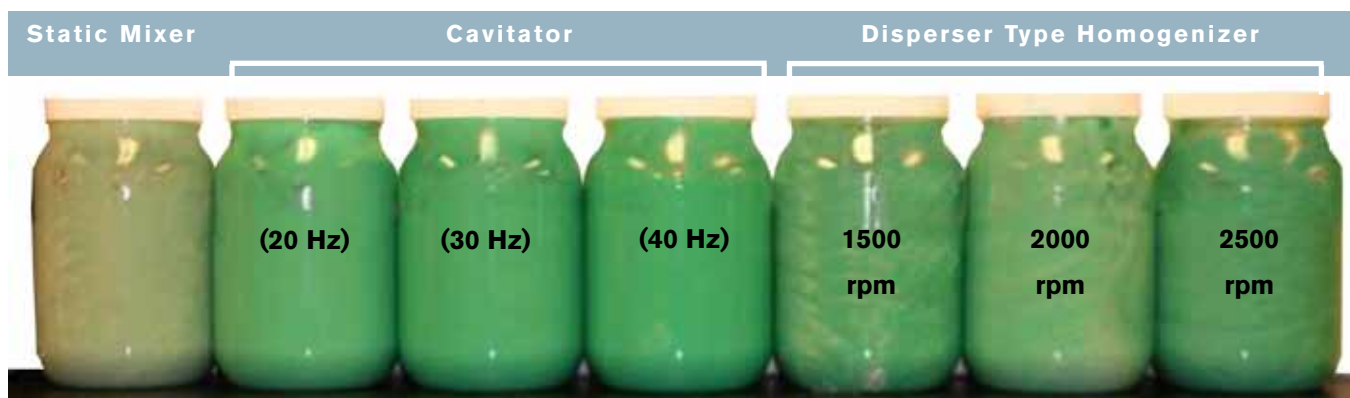 Static Mixer
Cavitator
Disperser Type Homogenizer
(20 Hz)
(30 Hz)
(40 Hz)
1500
rpm
2000
rpm
2500
rpm